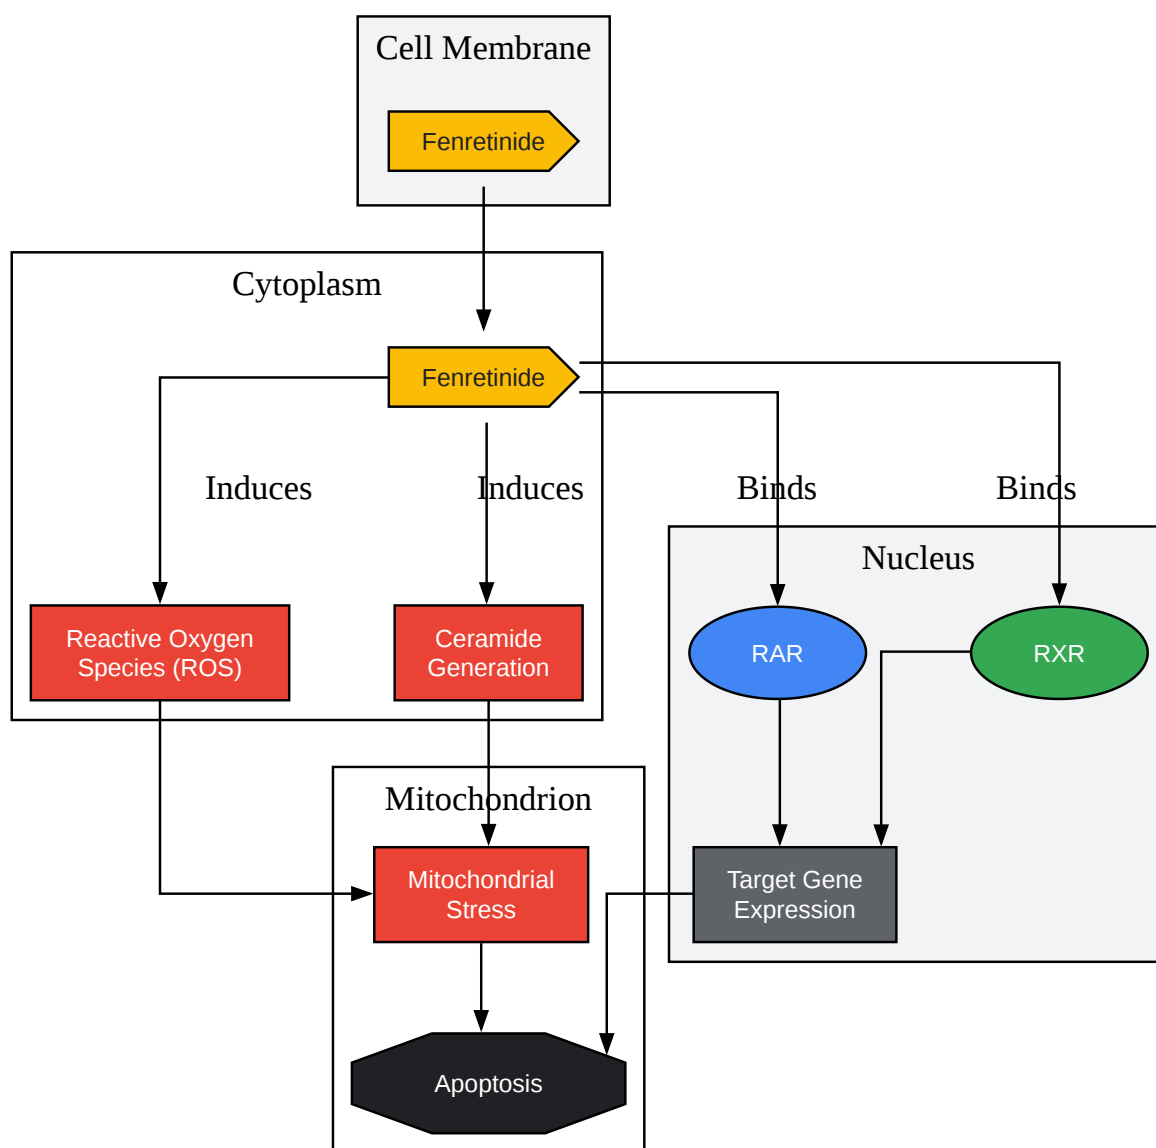 Cell Membrane
Fenretinide
Cytoplasm
Fenretinide
Induces
Induces
Binds
Binds
Nucleus
Reactive Oxygen
Species (ROS)
Ceramide
Generation
RAR
RXR
Mitochondrion
Mitochondrial
Stress
Target Gene
Expression
Apoptosis